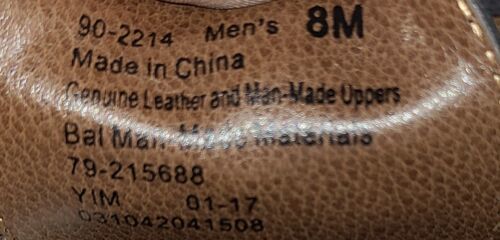 90-2214 Men's 8M
Made in China
Genuine Leather and Man-Made Uppers
Bal Man-Made Materials
79-215688
YIM 01-17
031042041508